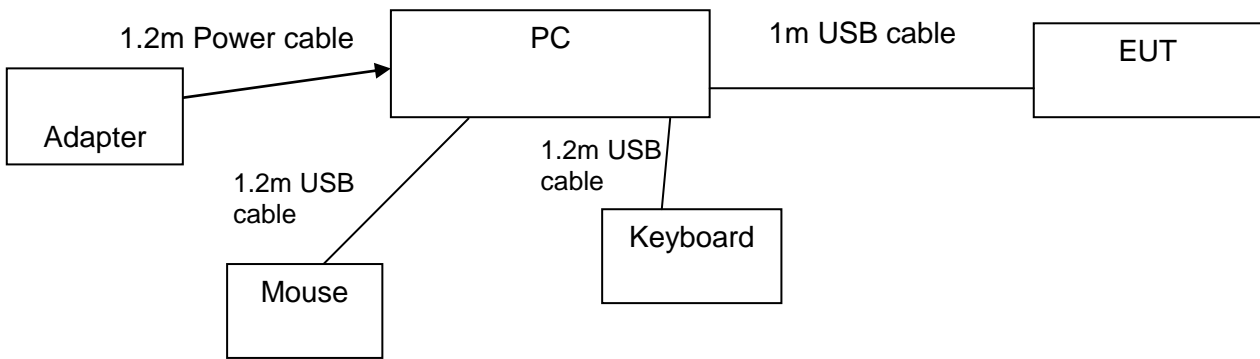 1.2m Power cable
PC
1m USB cable
EUT
Adapter
1.2m USB
cable
1.2m USB
cable
Keyboard
Mouse